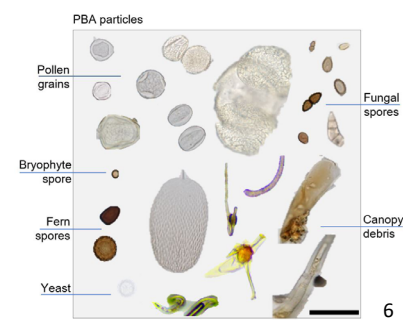 PBA particles
Pollen
grains
Fungal
spores
Bryophyte
spore
Fern
spores
Canopy
debris
Yeast
6